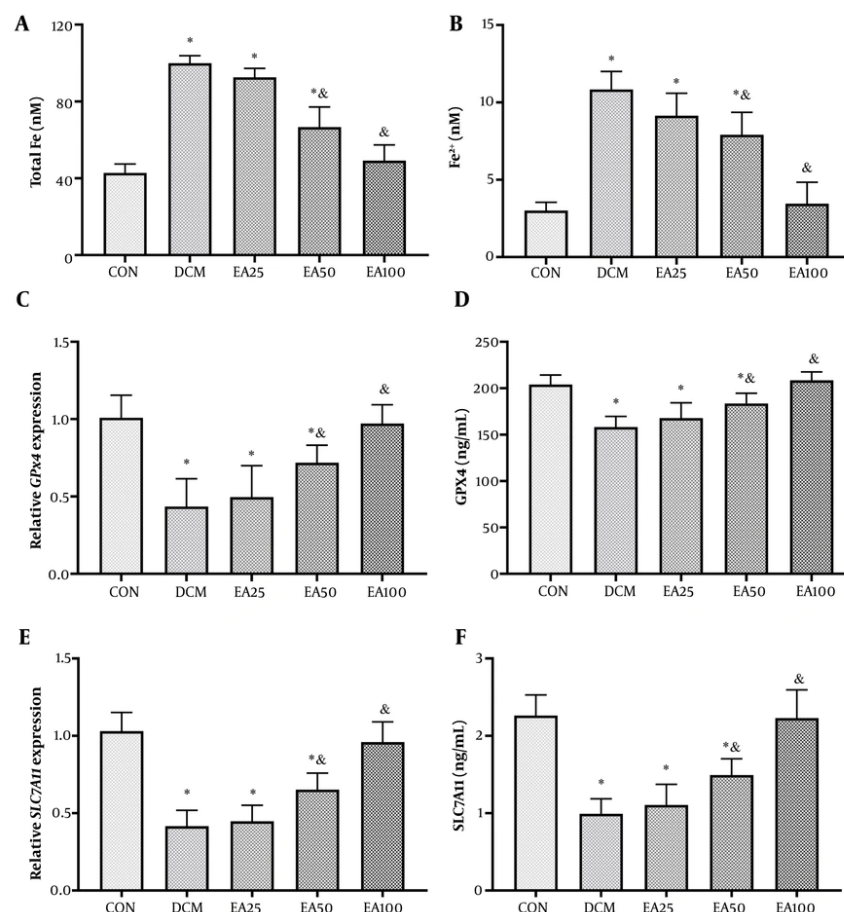 A
Total Fe (nM)
120
80
40
0
*
*
*&
&
CON DCM EA25 EA50 EA100
B
Fe²⁺ (nM)
15
10
5
0
*
*
*&
&
CON DCM EA25 EA50 EA100
C
Relative GPx4 expression
1.5
1.0
0.5
0.0
*
*
*&
&
CON DCM EA25 EA50 EA100
D
GPX4 (ng/mL)
250
200
150
100
50
0
*
*
*&
&
CON DCM EA25 EA50 EA100
E
Relative SLC7A11 expression
1.5
1.0
0.5
0.0
*
*
*&
&
CON DCM EA25 EA50 EA100
F
SLC7A11 (ng/mL)
3
2
1
0
*
*
*&
&
CON DCM EA25 EA50 EA100